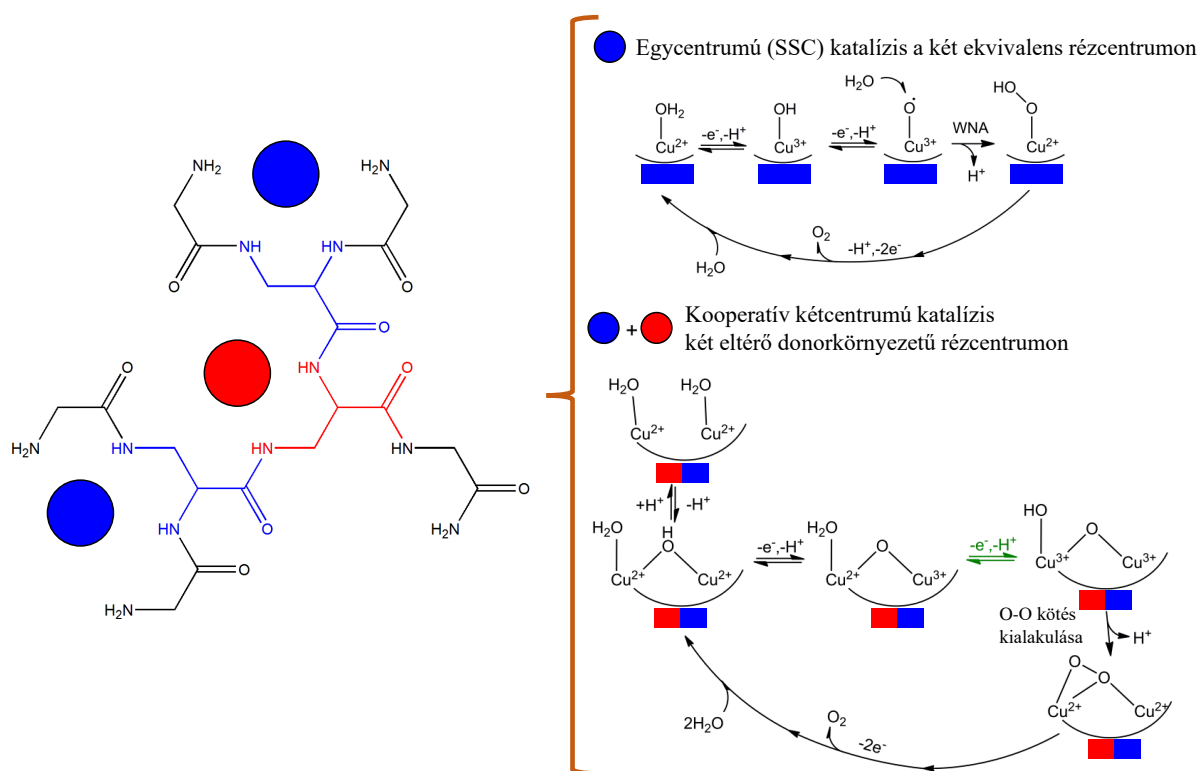 Egycentrumú (SSC) katalízis a két ekvivalens rézcentrumon
H₂O
HO
OH₂
OH
O
O
-e⁻,-H⁺
-e⁻,-H⁺
WNA
Cu²⁺
Cu³⁺
Cu³⁺
Cu²⁺
H⁺
O₂
-H⁺,-2e⁻
H₂O
NH₂
H₂N
NH
HN
O
O
O
HN
O
O
H₂N
HN
HN
HN
O
NH
O
O
H₂N
O
H₂N
+
Kooperatív kétcentrumú katalízis
két eltérő donorkörnyezetű rézcentrumon
H₂O
H₂O
Cu²⁺
Cu²⁺
+H⁺
-H⁺
H₂O
H
O
Cu²⁺
Cu²⁺
-e⁻,-H⁺
H₂O
O
Cu²⁺
Cu³⁺
-e⁻,-H⁺
HO
O
Cu³⁺
Cu³⁺
O-O kötés
kialakulása
H⁺
O
O
Cu²⁺
Cu²⁺
2H₂O
O₂
-2e⁻